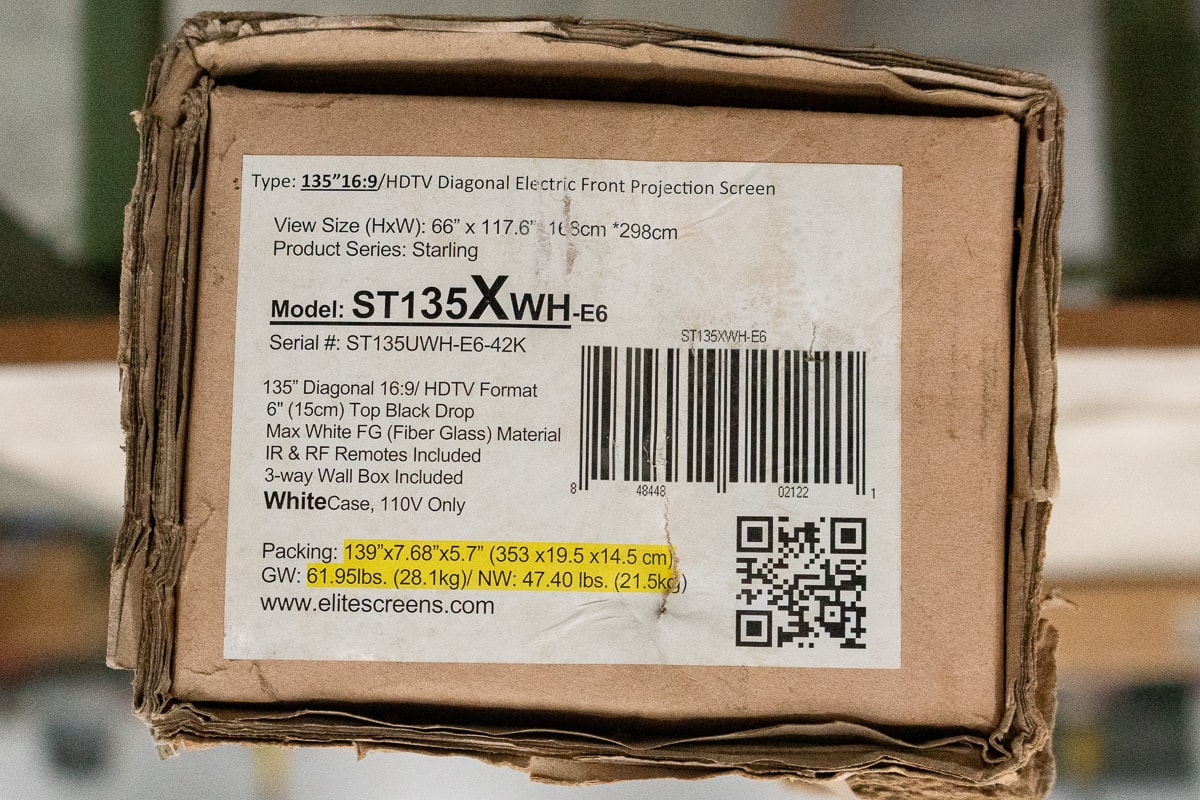 Type: 135”16:9/HDTV Diagonal Electric Front Projection Screen
View Size (HxW): 66” x 117.6” 168cm *298cm
Product Series: Starling
Model: ST135XWH-E6
Serial #: ST135UWH-E6-42K
ST135XWH-E6
135” Diagonal 16:9/ HDTV Format
6" (15cm) Top Black Drop
Max White FG (Fiber Glass) Material
IR & RF Remotes Included
3-way Wall Box Included
WhiteCase, 110V Only
8 48448 02122 1
Packing: 139”x7.68”x5.7” (353 x19.5 x14.5 cm)
GW: 61.95lbs. (28.1kg)/ NW: 47.40 lbs. (21.5kg)
www.elitescreens.com